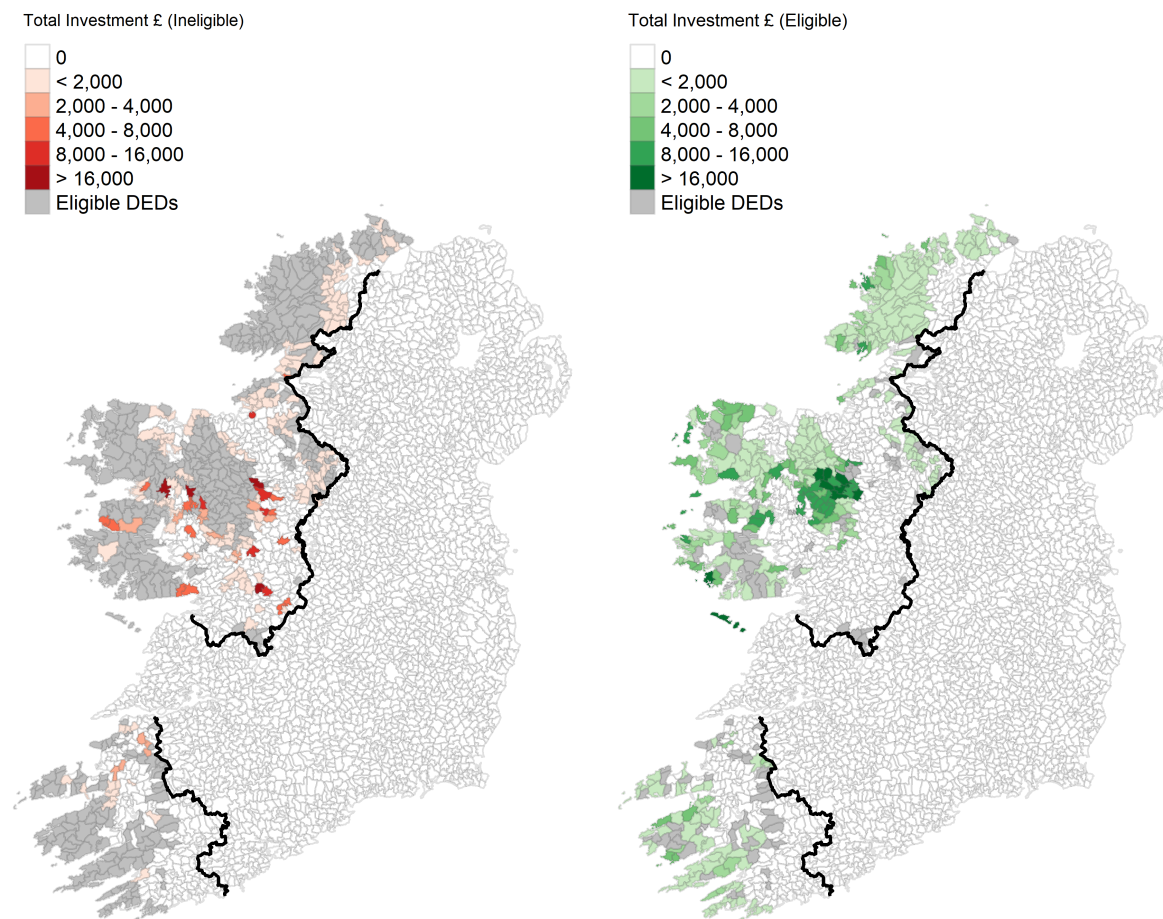 Total Investment £ (Ineligible)
0
< 2,000
2,000 - 4,000
4,000 - 8,000
8,000 - 16,000
> 16,000
Eligible DEDs
Total Investment £ (Eligible)
0
< 2,000
2,000 - 4,000
4,000 - 8,000
8,000 - 16,000
> 16,000
Eligible DEDs